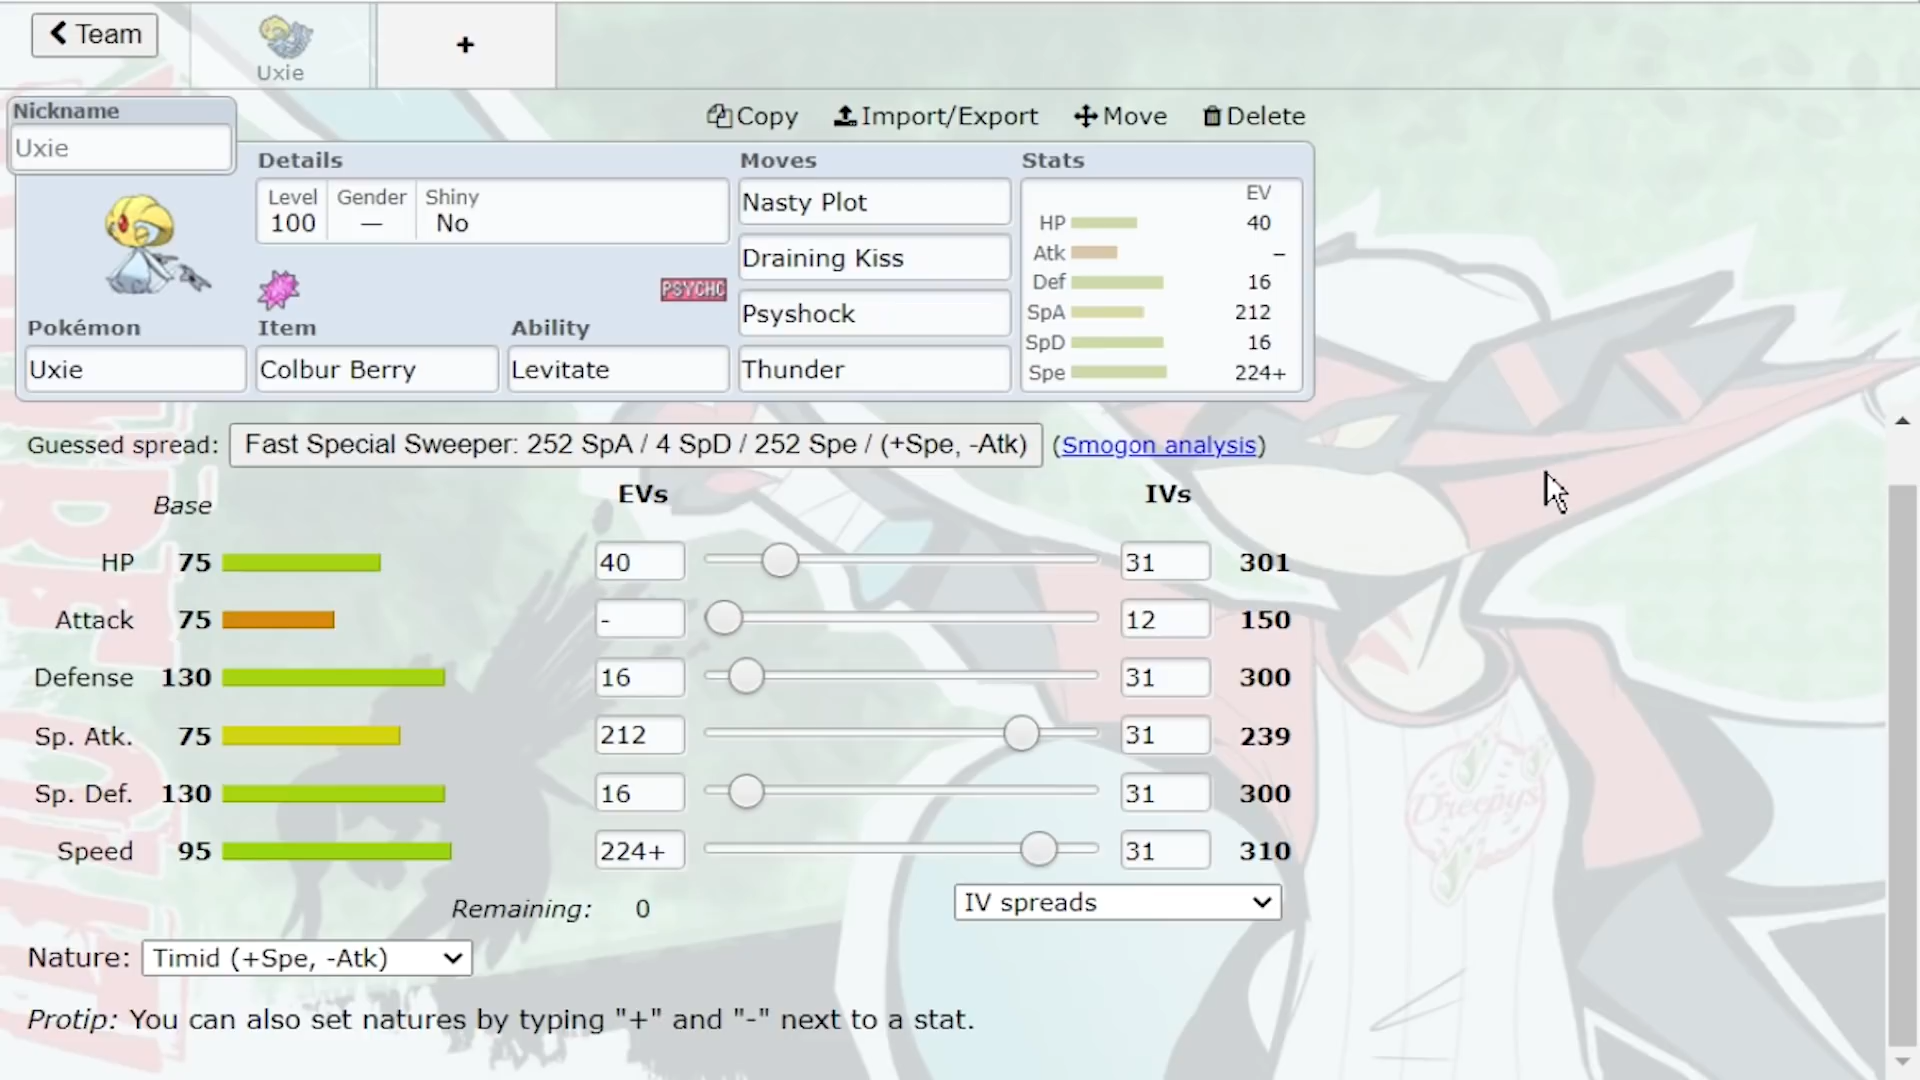 Team
Uxie
+
Nickname
Uxie
Copy
Import/Export
Move
Delete
Details
Moves
Stats
Level
Gender
Shiny
100
—
No
PSYCHC
Pokémon
Item
Ability
Uxie
Colbur Berry
Levitate
Nasty Plot
Draining Kiss
Psyshock
Thunder
EV
HP 40
Atk –
Def 16
SpA 212
SpD 16
Spe 224+
Guessed spread: Fast Special Sweeper: 252 SpA / 4 SpD / 252 Spe / (+Spe, -Atk) (Smogon analysis)
Base EVs IVs
HP 75 40 31 301
Attack 75 - 12 150
Defense 130 16 31 300
Sp. Atk. 75 212 31 239
Sp. Def. 130 16 31 300
Speed 95 224+ 31 310
Remaining: 0
IV spreads
Nature: Timid (+Spe, -Atk)
Protip: You can also set natures by typing "+" and "-" next to a stat.
Dreepys